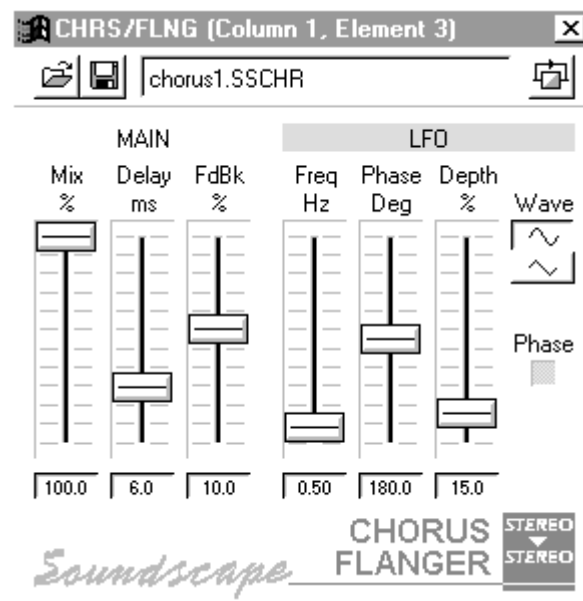 CHRS/FLNG (Column 1, Element 3)
chorus1.SSCHR
MAIN LFO
Mix Delay FdBk Freq Phase Depth
% ms % Hz Deg % Wave
Phase
100.0 6.0 10.0 0.50 180.0 15.0
Soundscape CHORUS FLANGER STEREO STEREO